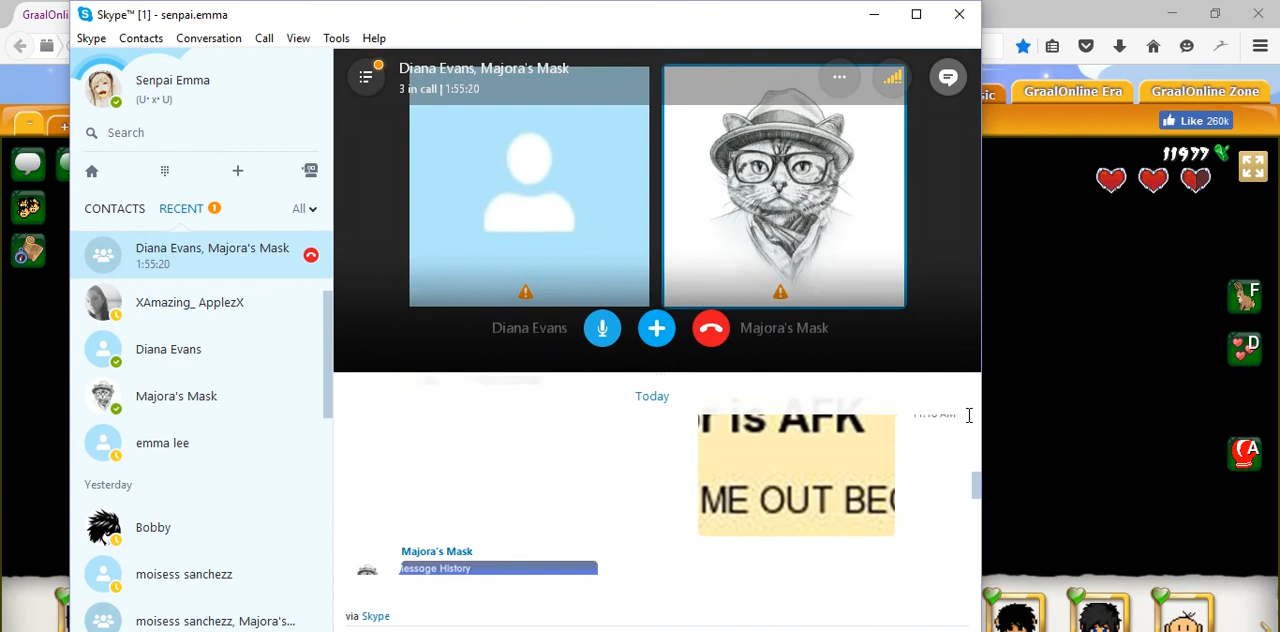 GraalOnli
Skype™ [1] - senpai.emma
Skype Contacts Conversation Call View Tools Help
Senpai Emma
(U• x• U)
Search
CONTACTS RECENT 1 All
Diana Evans, Majora's Mask
1:55:20
XAmazing_ ApplezX
Diana Evans
Majora's Mask
emma lee
Yesterday
Bobby
moisess sanchezz
moisess sanchezz, Majora's...
Diana Evans, Majora's Mask
3 in call | 1:55:20
Diana Evans
Majora's Mask
Today
r is AFK
ME OUT BEC
Majora's Mask
essage History
via Skype
sic
GraalOnline Era
GraalOnline Zone
Like 260k
11977
F
D
A